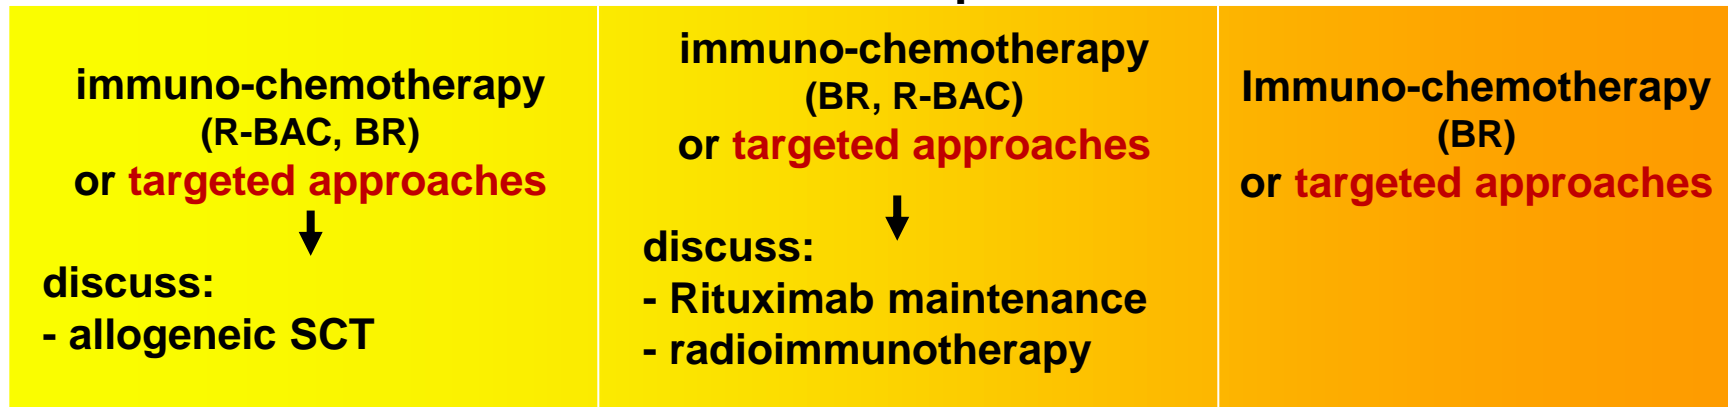 immuno-chemotherapy
(R-BAC, BR)
or targeted approaches
discuss:
- allogeneic SCT
immuno-chemotherapy
(BR, R-BAC)
or targeted approaches
discuss:
- Rituximab maintenance
- radioimmunotherapy
Immuno-chemotherapy
(BR)
or targeted approaches